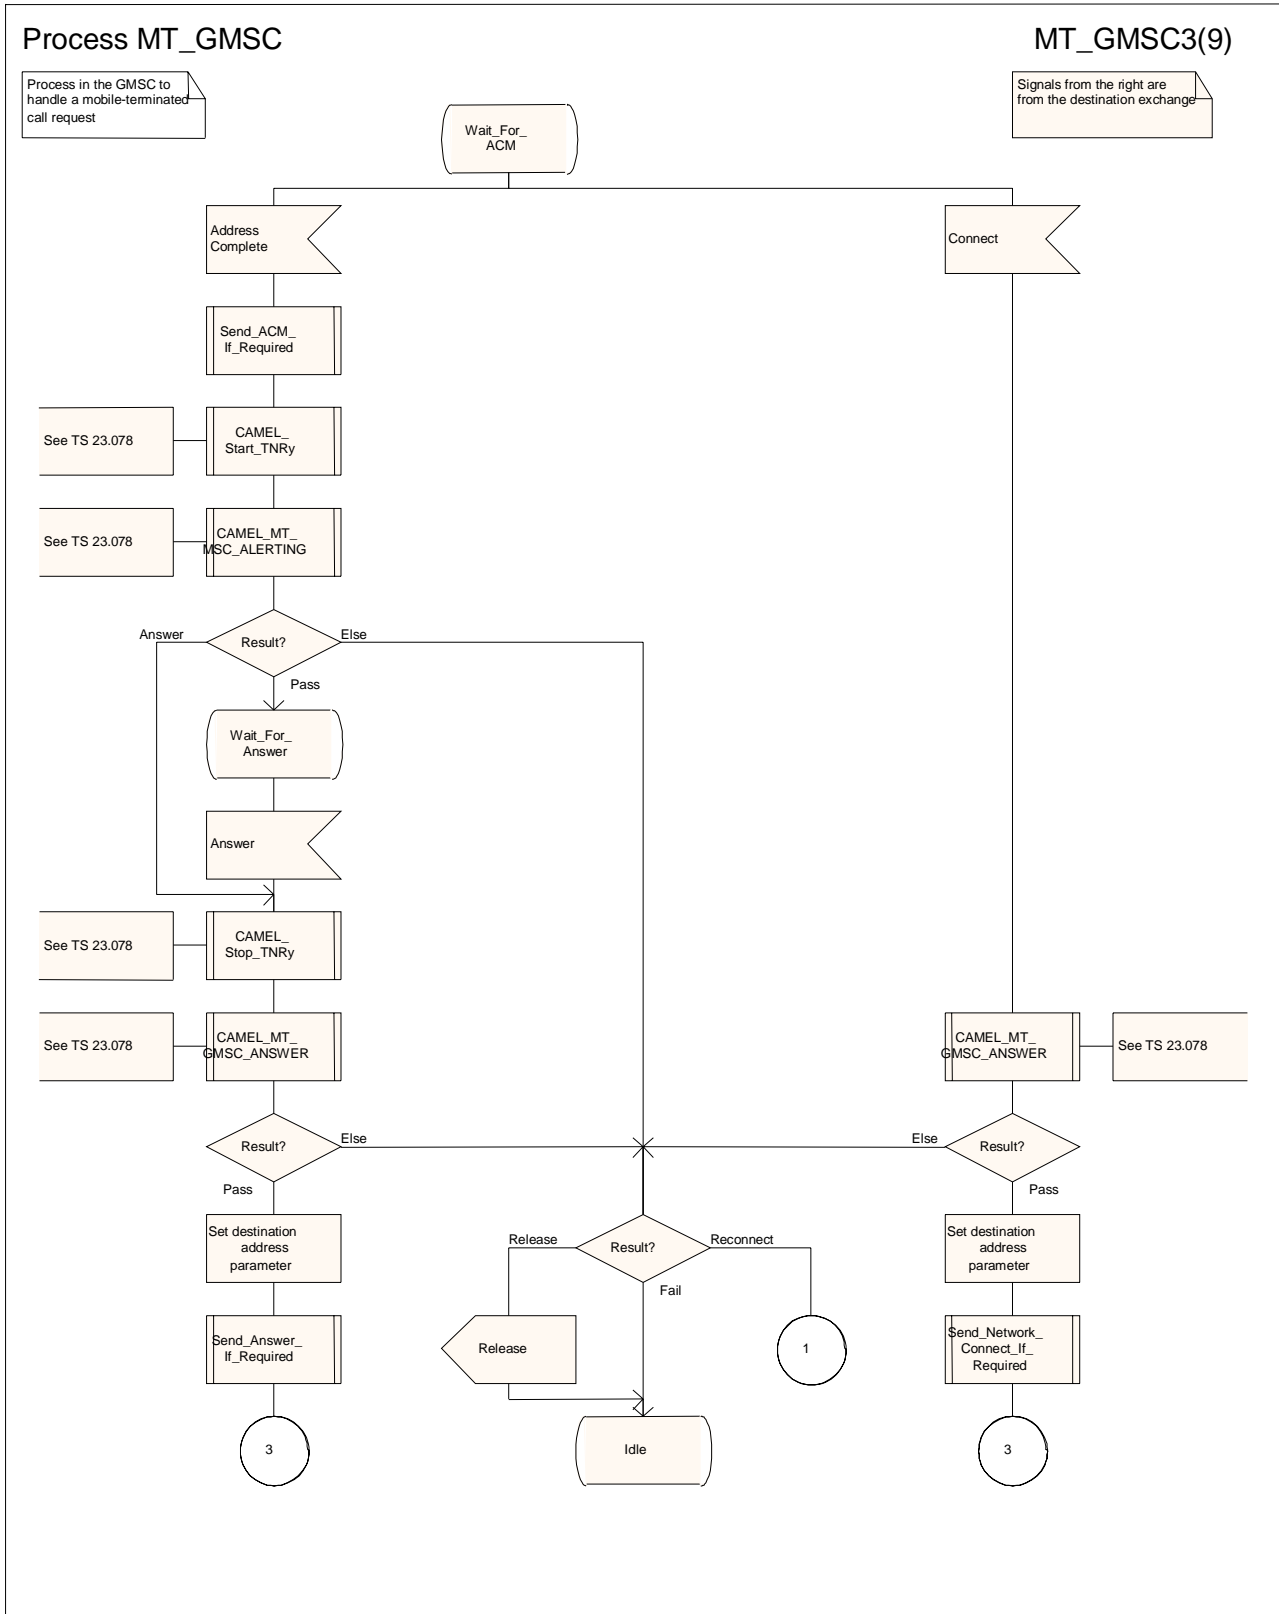 Process MT_GMSC
MT_GMSC3(9)
Process in the GMSC to
handle a mobile-terminated
call request
Signals from the right are
from the destination exchange
Wait_For_
ACM
Address
Complete
Connect
Send_ACM_
If_Required
See TS 23.078
CAMEL_
Start_TNRy
See TS 23.078
CAMEL_MT_
MSC_ALERTING
Answer
Result?
Else
Pass
Wait_For_
Answer
Answer
See TS 23.078
CAMEL_
Stop_TNRy
See TS 23.078
CAMEL_MT_
GMSC_ANSWER
CAMEL_MT_
GMSC_ANSWER
See TS 23.078
Result?
Else
Else
Result?
Pass
Pass
Set destination
address
parameter
Release
Result?
Reconnect
Fail
Set destination
address
parameter
Send_Answer_
If_Required
Release
1
Send_Network_
Connect_If_
Required
3
Idle
3